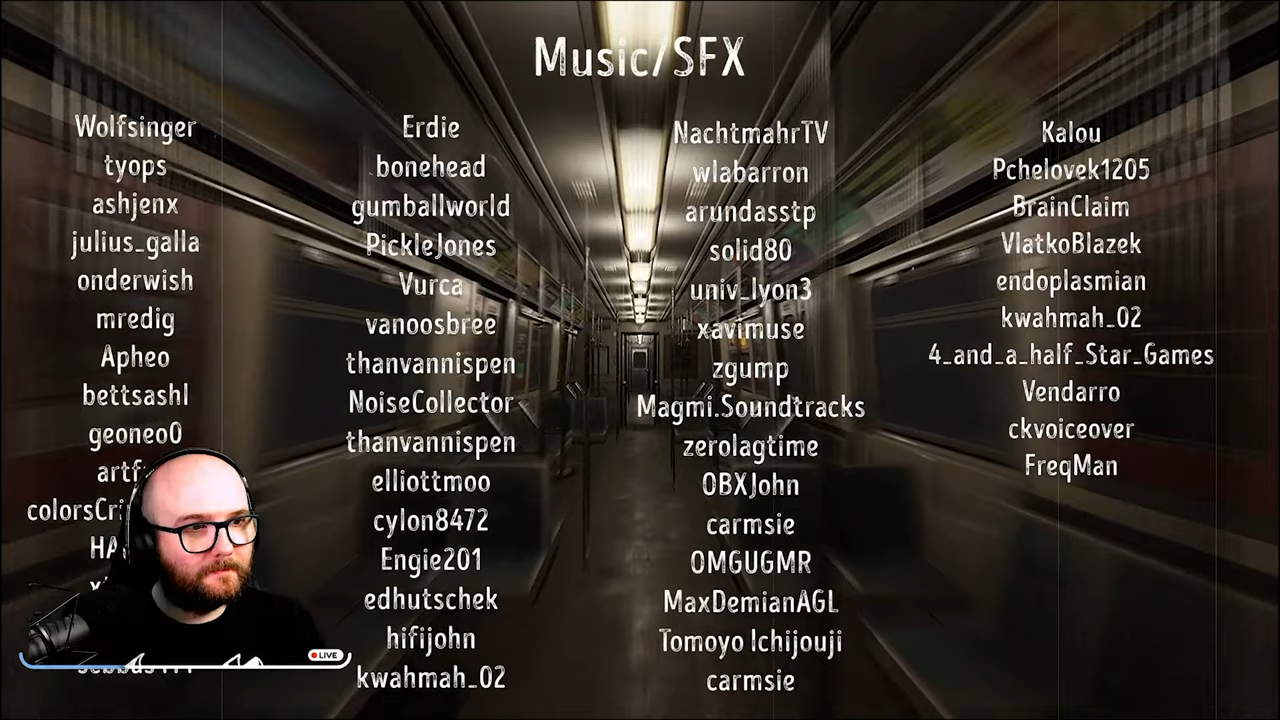 Music/SFX
Wolfsinger
tyops
ashjenx
julius_galla
onderwish
mredig
Apheo
bettsashl
geoneo0
Erdie
bonehead
gumballworld
PickleJones
Vurca
vanoosbree
thanvannispen
NoiseCollector
thanvannispen
elliottmoo
cylon8472
Engie201
edhutschek
hifijohn
kwahmah_02
NachtmahrTV
wlabarron
arundasstp
solid80
univ_lyon3
xavimuse
zgump
Magmi.Soundtracks
zerolagtime
OBXJohn
carmsie
OMGUGMR
MaxDemianAGL
Tomoyo Ichijouji
carmsie
Kalou
Pchelovek1205
BrainClaim
VlatkoBlazek
endoplasmian
kwahmah_02
4_and_a_half_Star_Games
Vendarro
ckvoiceover
FreqMan
LIVE